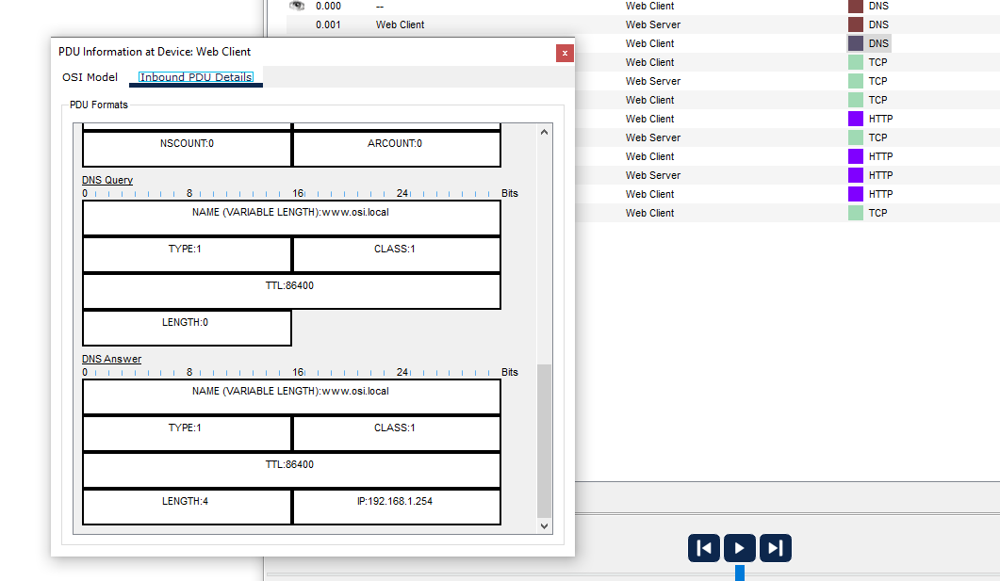 0.000 -- Web Client DNS
0.001 Web Client Web Server DNS
PDU Information at Device: Web Client x
Web Client DNS
OSI Model Inbound PDU Details
Web Client TCP
Web Server TCP
PDU Formats
Web Client TCP
Web Client HTTP
NSCOUNT:0 ARCOUNT:0
Web Server TCP
Web Client HTTP
DNS Query
Web Server HTTP
0 8 16 24 Bits
Web Client HTTP
NAME (VARIABLE LENGTH):www.osi.local
Web Client TCP
TYPE:1 CLASS:1
TTL:86400
LENGTH:0
DNS Answer
0 8 16 24 Bits
NAME (VARIABLE LENGTH):www.osi.local
TYPE:1 CLASS:1
TTL:86400
LENGTH:4 IP:192.168.1.254